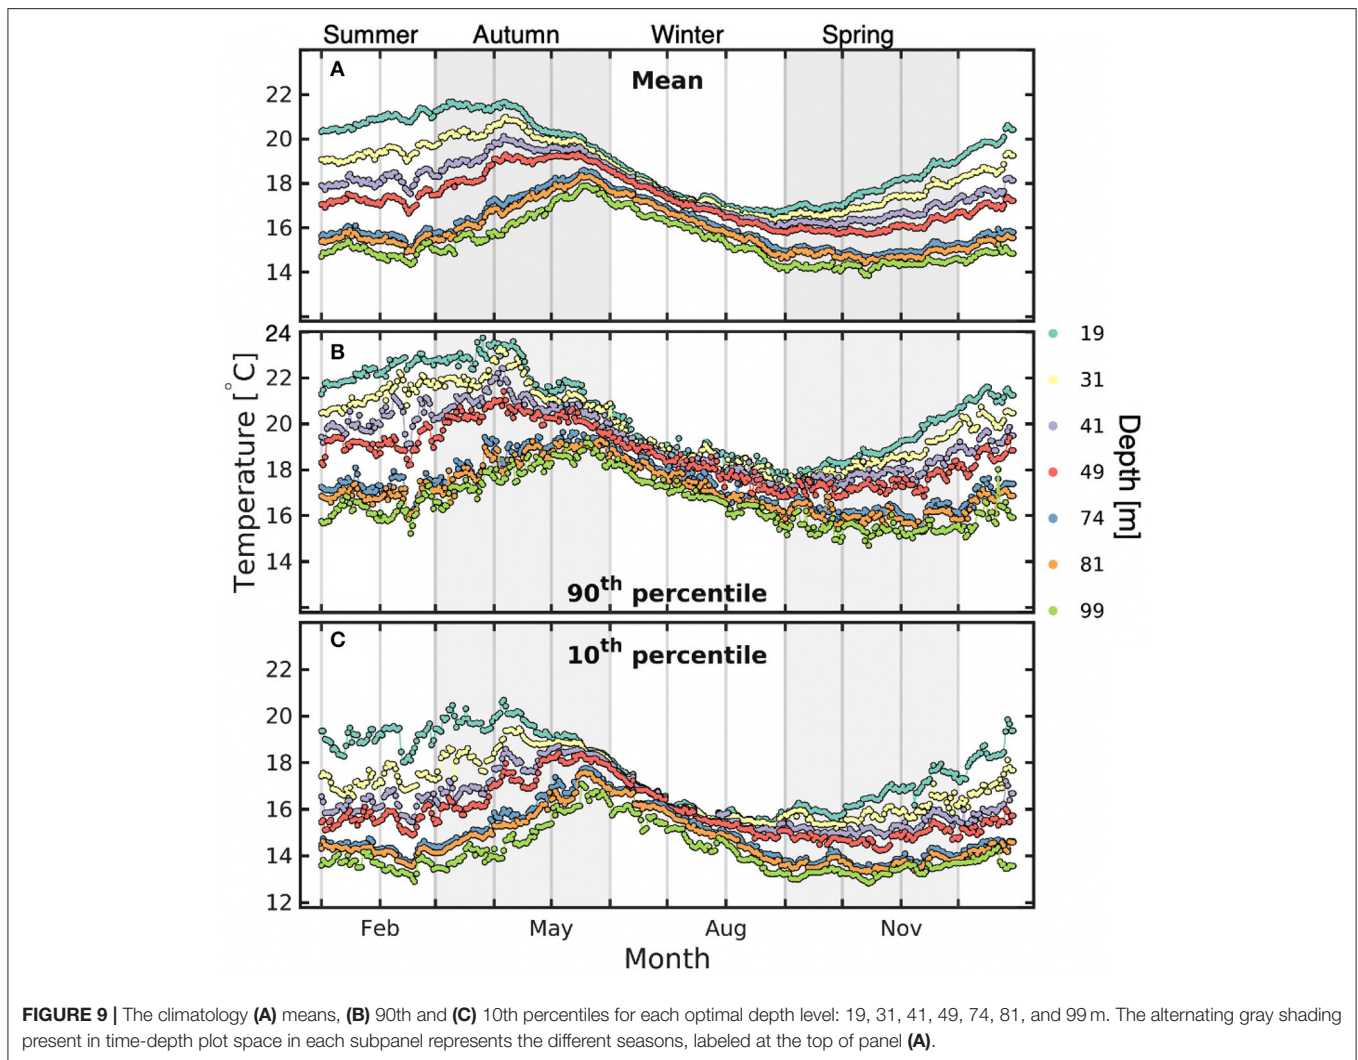 Summer Autumn Winter Spring
A
Mean
22
20
18
16
14
B
24
22
20
18
16
14
90th percentile
C
10th percentile
22
20
18
16
14
12
Temperature [°C]
19
31
41
49
74
81
99
Depth [m]
Feb May Aug Nov
Month
FIGURE 9 | The climatology (A) means, (B) 90th and (C) 10th percentiles for each optimal depth level: 19, 31, 41, 49, 74, 81, and 99 m. The alternating gray shading
present in time-depth plot space in each subpanel represents the different seasons, labeled at the top of panel (A).